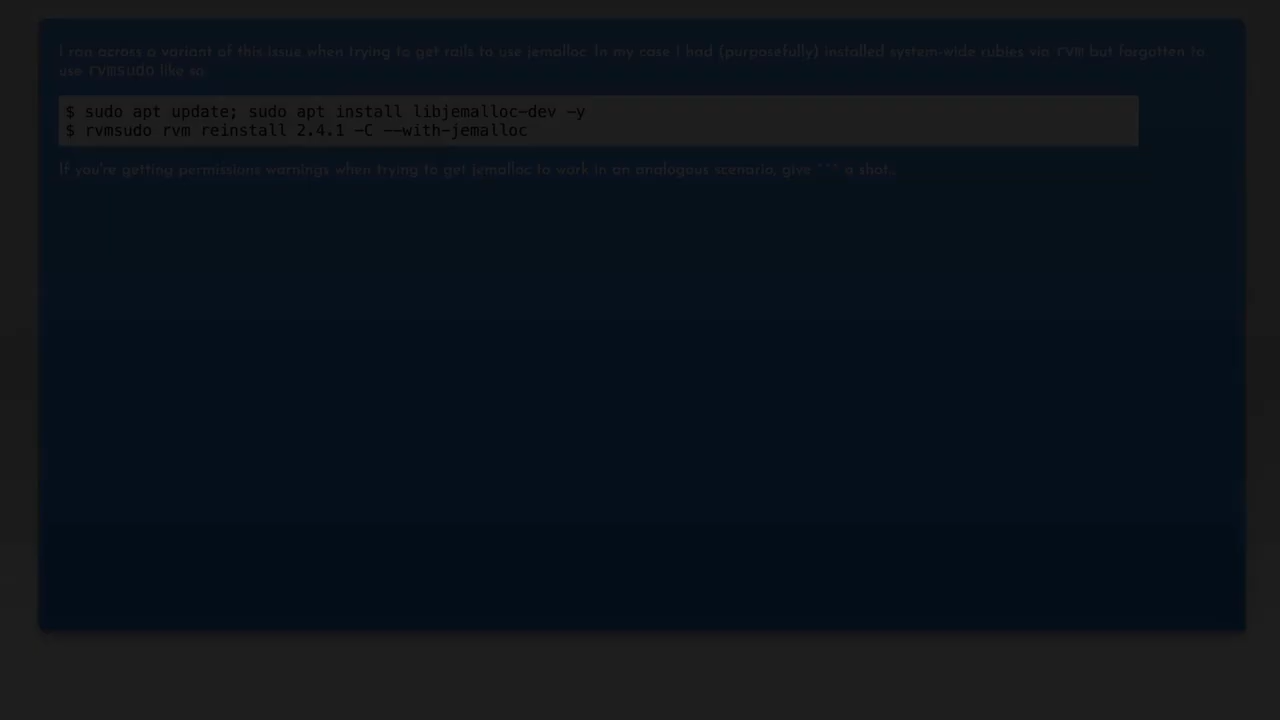 I ran across a variant of this issue when trying to get rails to use jemalloc. In my case I had (purposefully) installed system-wide rubies via rvm but forgotten to
use rvmsudo like so:
$ sudo apt update; sudo apt install libjemalloc-dev -y
$ rvmsudo rvm reinstall 2.4.1 -C --with-jemalloc
If you're getting permissions warnings when trying to get jemalloc to work in an analogous scenario, give ^^^ a shot...